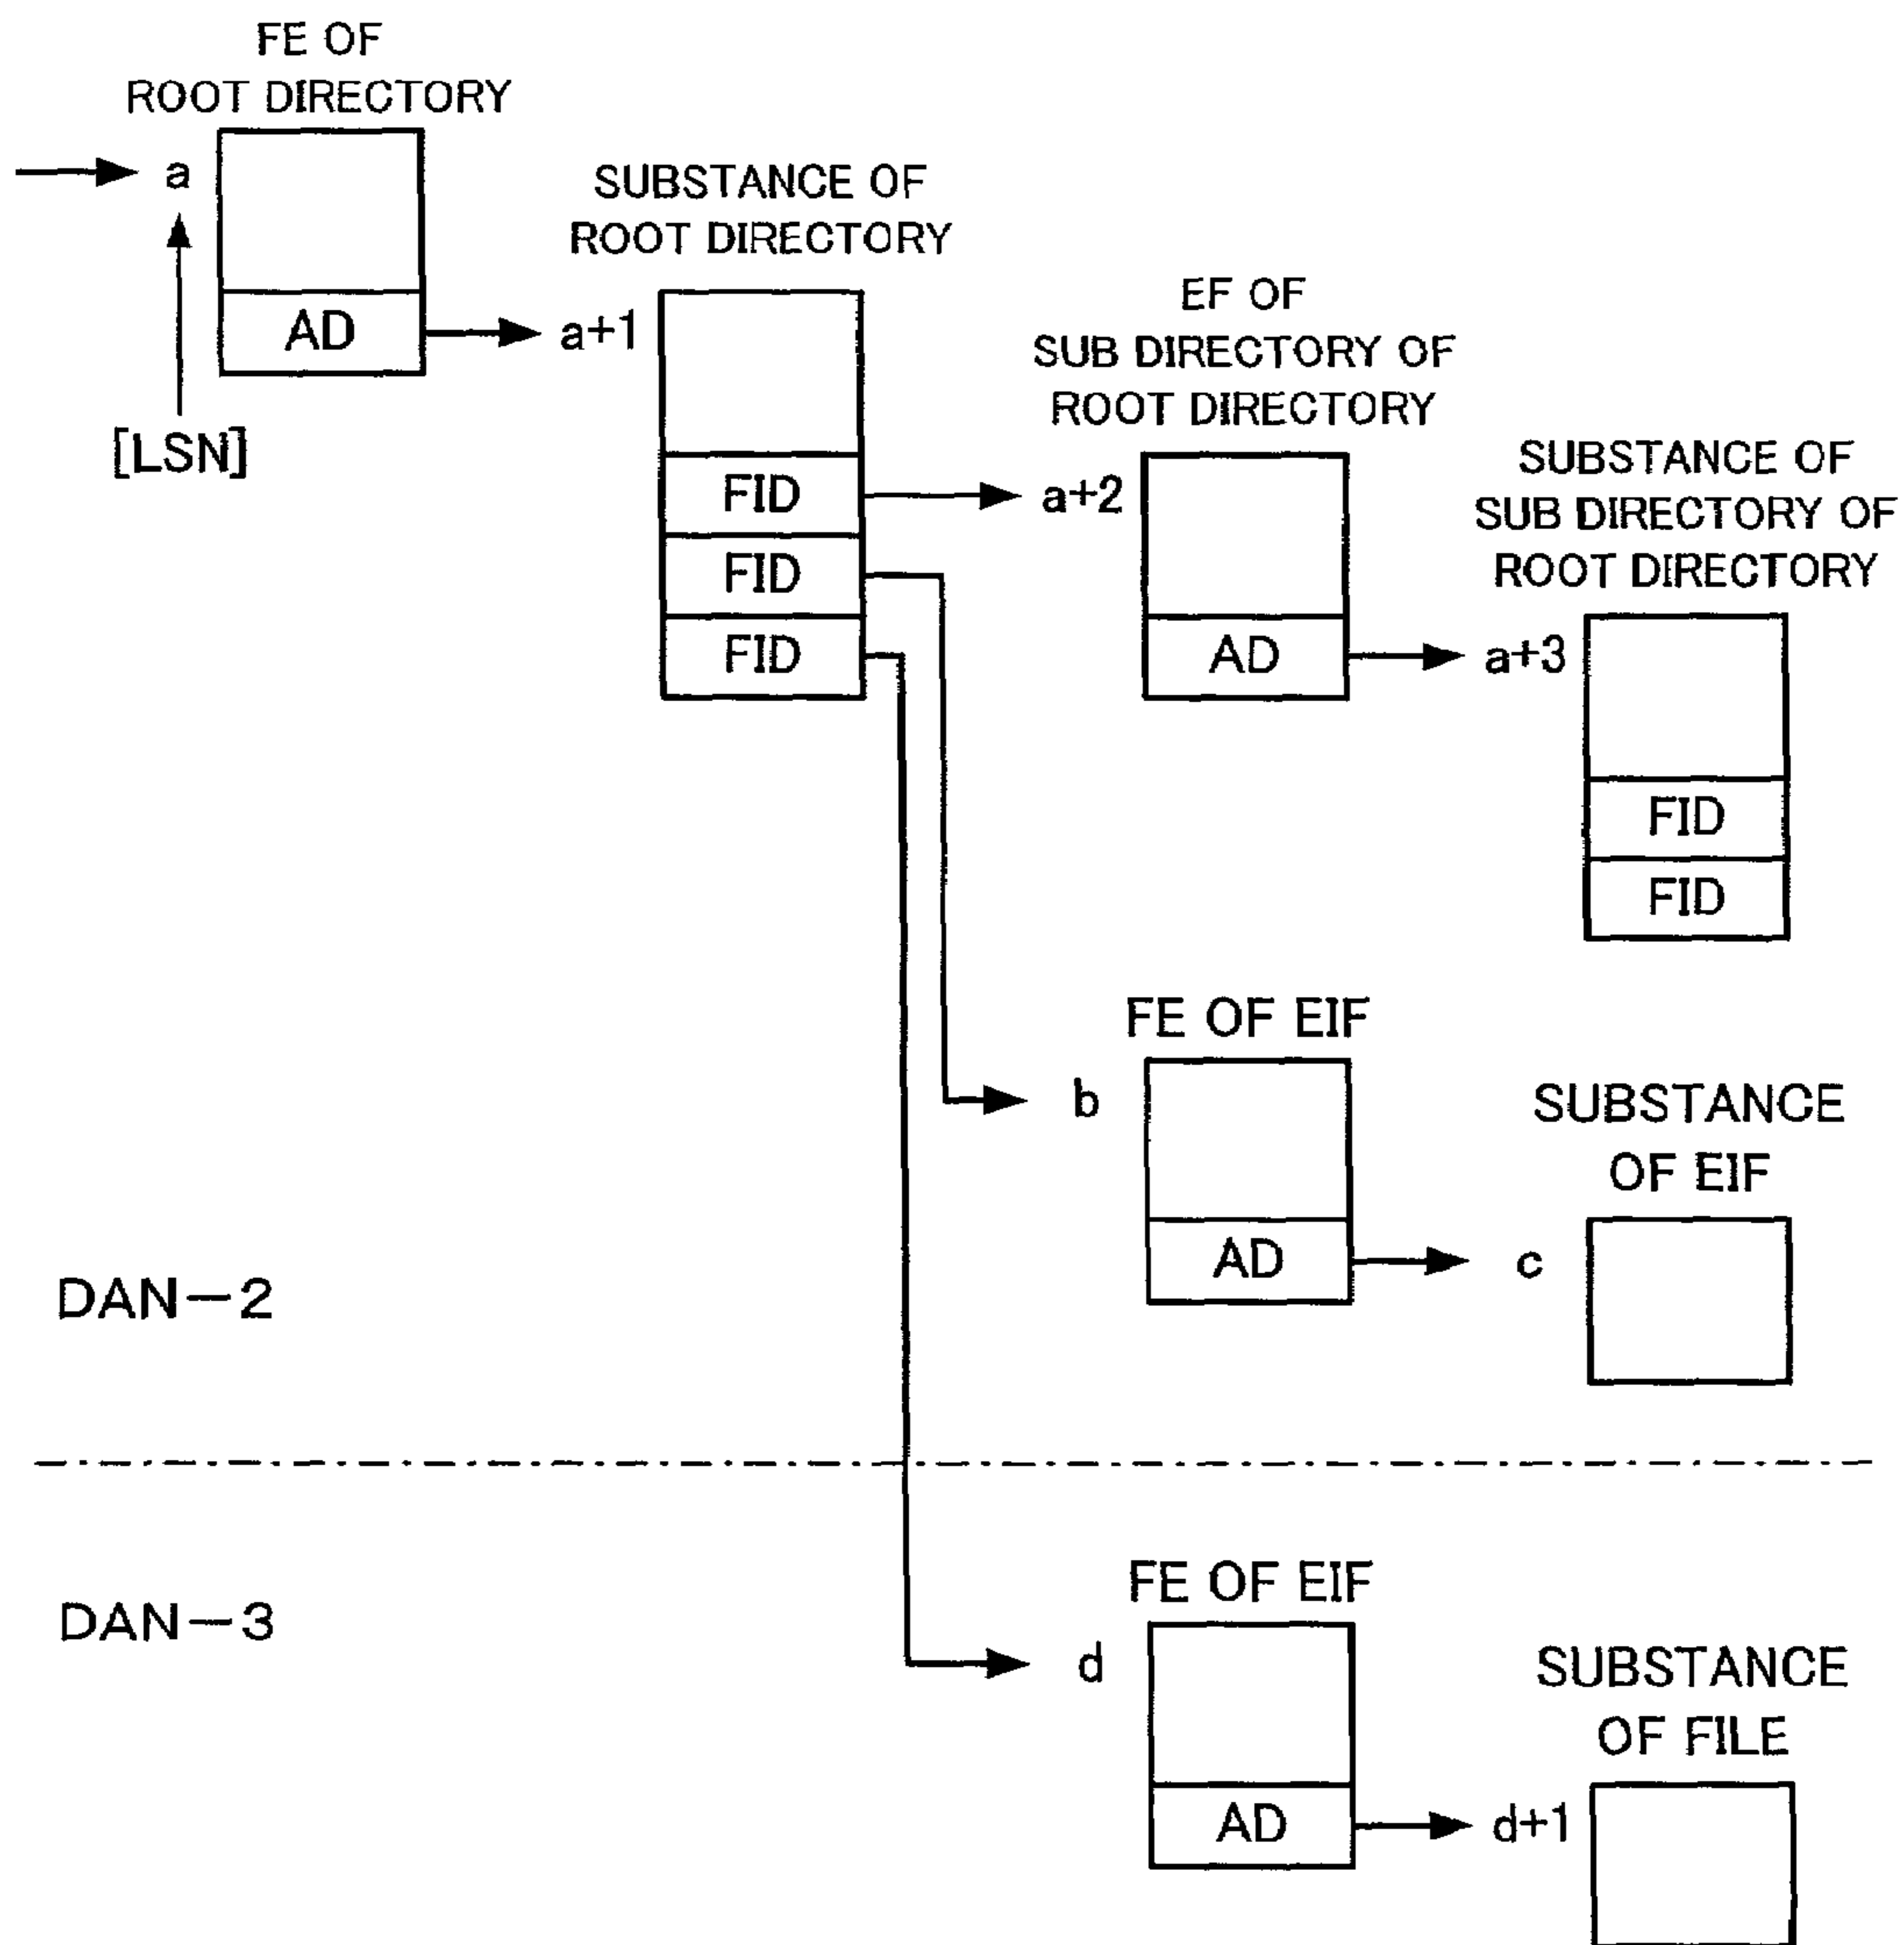 FE OF
ROOT DIRECTORY
a
AD
[LSN]
SUBSTANCE OF
ROOT DIRECTORY
a+1
FID
FID
FID
EF OF
SUB DIRECTORY OF
ROOT DIRECTORY
a+2
AD
SUBSTANCE OF
SUB DIRECTORY OF
ROOT DIRECTORY
a+3
FID
FID
FE OF EIF
b
AD
SUBSTANCE
OF EIF
c
DAN-2
DAN-3
FE OF EIF
d
AD
SUBSTANCE
OF FILE
d+1